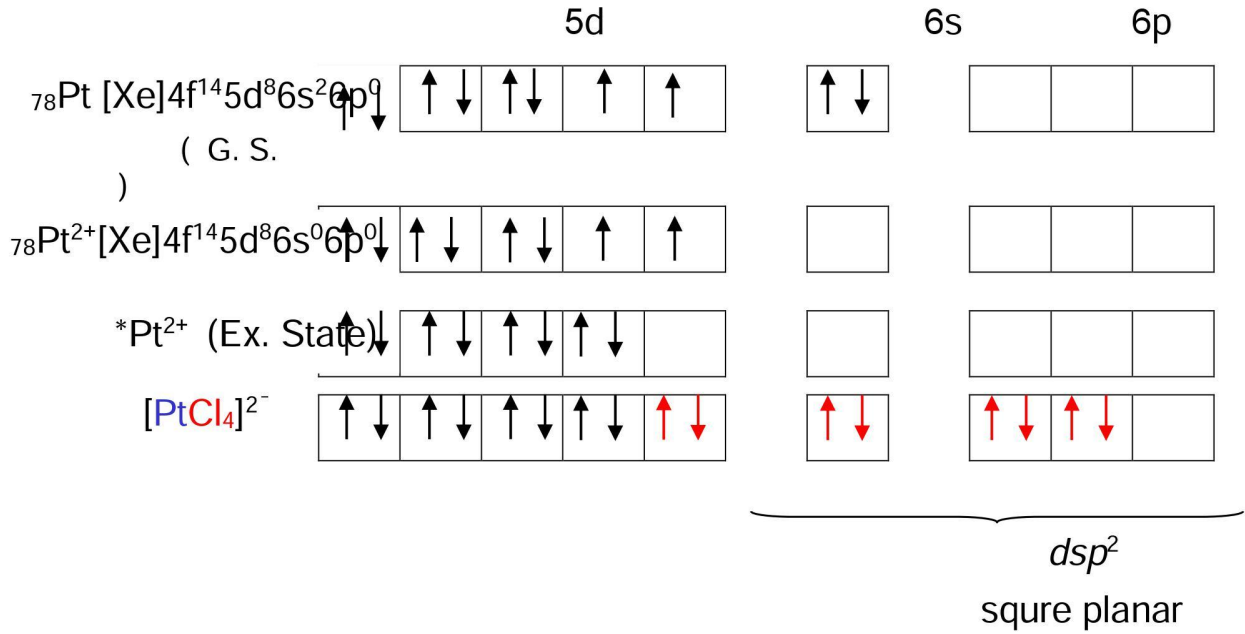 5d 6s 6p
₇₈Pt [Xe]4f¹⁴5d⁸6s²6p⁰
( G. S.
)
₇₈Pt²⁺[Xe]4f¹⁴5d⁸6s⁰6p⁰
*Pt²⁺ (Ex. State)
[PtCl₄]²⁻
dsp²
squre planar